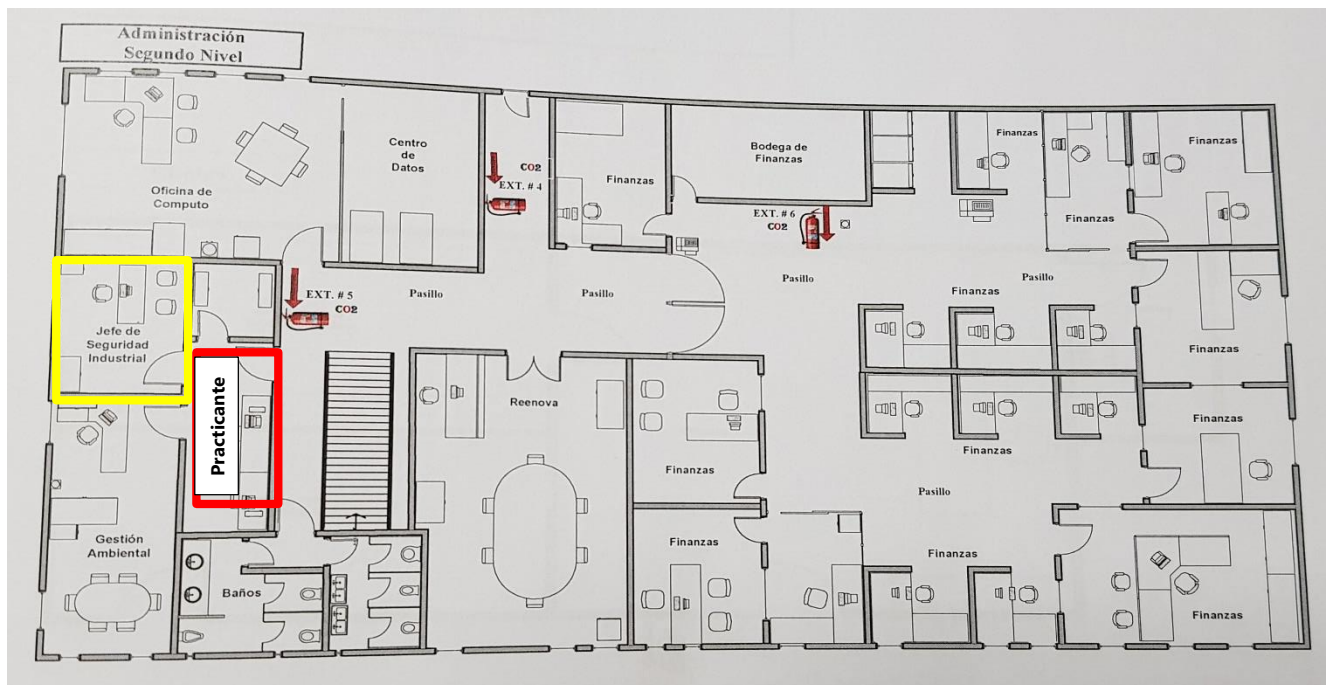 Administración
Segundo Nivel
Centro
de
Datos
CO2
EXT. # 4
Finanzas
Bodega de
Finanzas
Finanzas
Finanzas
Oficina de
Computo
EXT. # 6
CO2
Finanzas
EXT. # 5
CO2
Pasillo
Pasillo
Pasillo
Finanzas
Pasillo
Jefe de
Seguridad
Industrial
Finanzas
Practicante
Reenova
Finanzas
Finanzas
Finanzas
Pasillo
Gestión
Ambiental
Finanzas
Finanzas
Baños
Finanzas